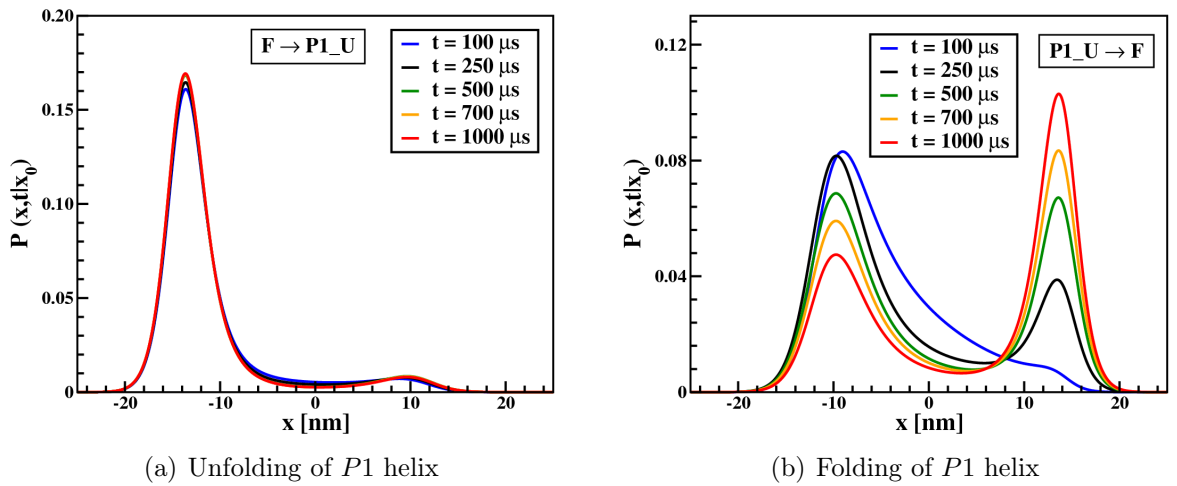 0.20
0.15
0.10
0.05
0
P (x,t|x0)
F → P1_U
t = 100 μs
t = 250 μs
t = 500 μs
t = 700 μs
t = 1000 μs
-20 -10 0 10 20
x [nm]
(a) Unfolding of P1 helix
0.12
0.08
0.04
0.00
P (x,t|x0)
t = 100 μs
t = 250 μs
t = 500 μs
t = 700 μs
t = 1000 μs
P1_U → F
-20 -10 0 10 20
x [nm]
(b) Folding of P1 helix